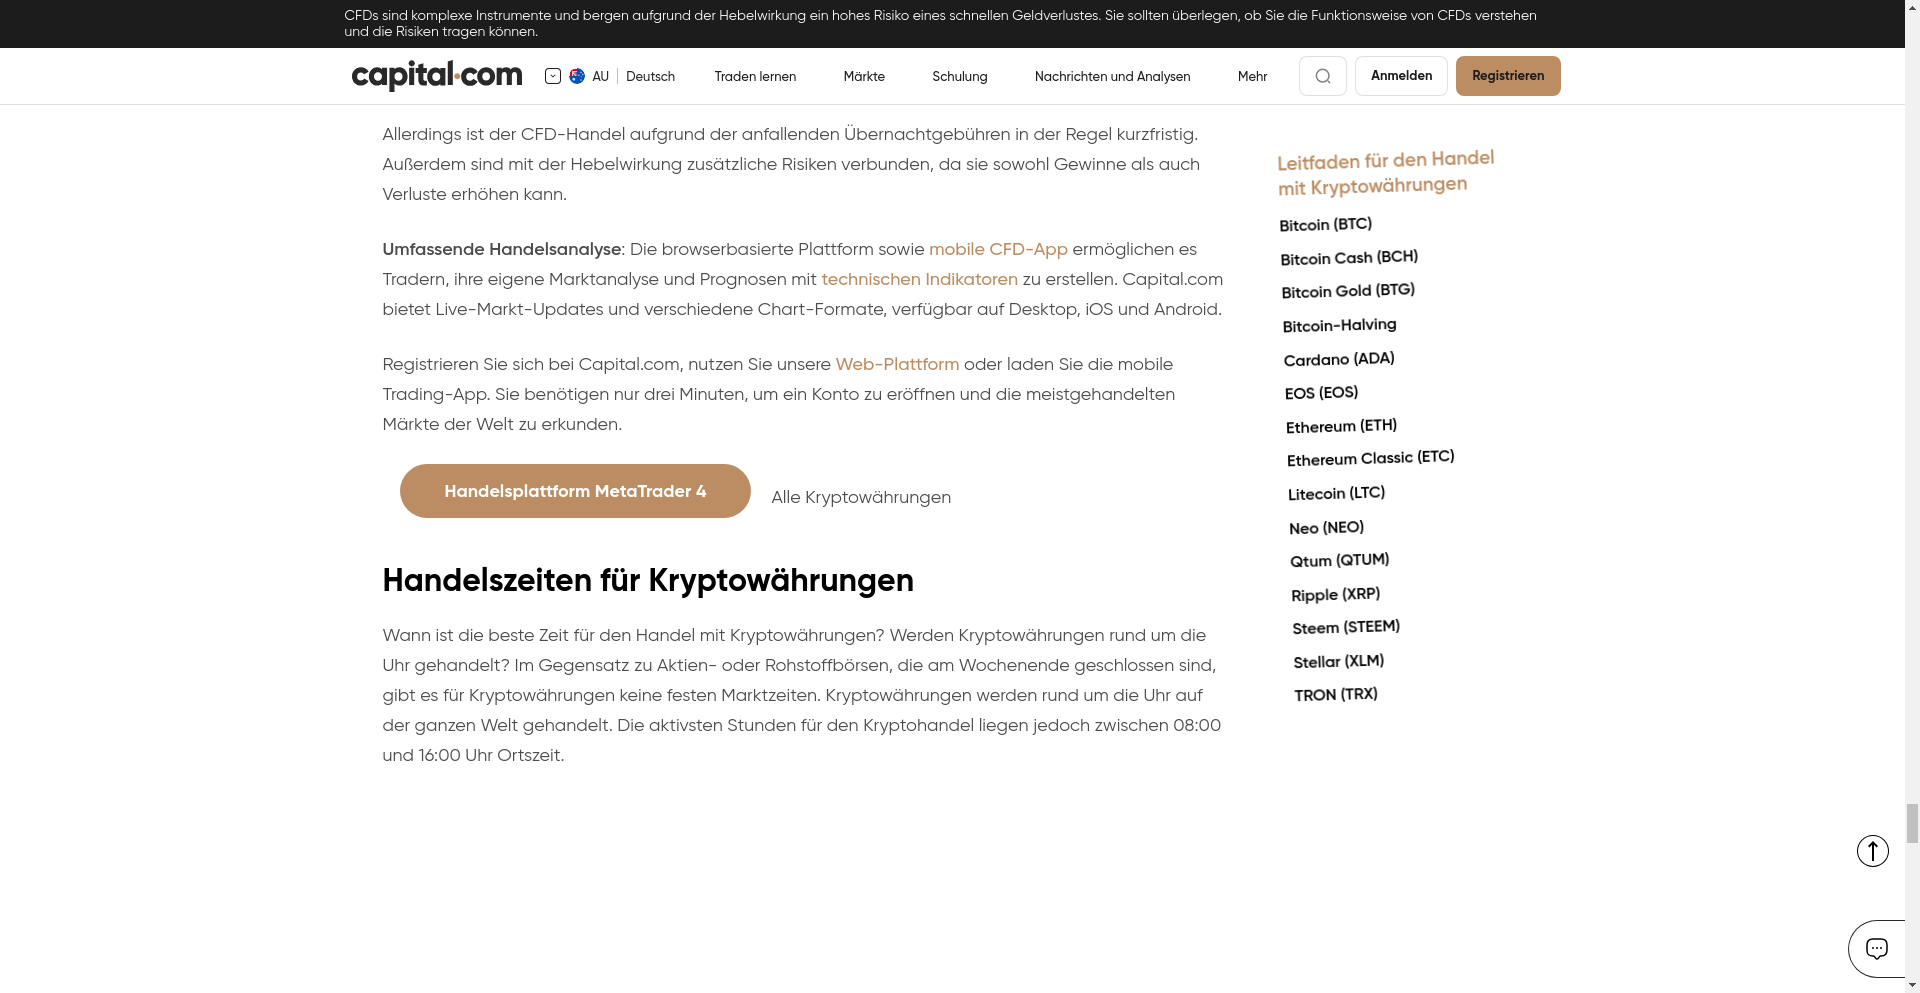 CFDs sind komplexe Instrumente und bergen aufgrund der Hebelwirkung ein hohes Risiko eines schnellen Geldverlustes. Sie sollten überlegen, ob Sie die Funktionsweise von CFDs verstehen
und die Risiken tragen können.
capital.com
AU Deutsch Traden lernen Märkte Schulung Nachrichten und Analysen Mehr Anmelden Registrieren
Allerdings ist der CFD-Handel aufgrund der anfallenden Übernachtgebühren in der Regel kurzfristig.
Außerdem sind mit der Hebelwirkung zusätzliche Risiken verbunden, da sie sowohl Gewinne als auch
Verluste erhöhen kann.
Umfassende Handelsanalyse: Die browserbasierte Plattform sowie mobile CFD-App ermöglichen es
Tradern, ihre eigene Marktanalyse und Prognosen mit technischen Indikatoren zu erstellen. Capital.com
bietet Live-Markt-Updates und verschiedene Chart-Formate, verfügbar auf Desktop, iOS und Android.
Registrieren Sie sich bei Capital.com, nutzen Sie unsere Web-Plattform oder laden Sie die mobile
Trading-App. Sie benötigen nur drei Minuten, um ein Konto zu eröffnen und die meistgehandelten
Märkte der Welt zu erkunden.
Handelsplattform MetaTrader 4
Alle Kryptowährungen
Handelszeiten für Kryptowährungen
Wann ist die beste Zeit für den Handel mit Kryptowährungen? Werden Kryptowährungen rund um die
Uhr gehandelt? Im Gegensatz zu Aktien- oder Rohstoffbörsen, die am Wochenende geschlossen sind,
gibt es für Kryptowährungen keine festen Marktzeiten. Kryptowährungen werden rund um die Uhr auf
der ganzen Welt gehandelt. Die aktivsten Stunden für den Kryptohandel liegen jedoch zwischen 08:00
und 16:00 Uhr Ortszeit.
Leitfaden für den Handel
mit Kryptowährungen
Bitcoin (BTC)
Bitcoin Cash (BCH)
Bitcoin Gold (BTG)
Bitcoin-Halving
Cardano (ADA)
EOS (EOS)
Ethereum (ETH)
Ethereum Classic (ETC)
Litecoin (LTC)
Neo (NEO)
Qtum (QTUM)
Ripple (XRP)
Steem (STEEM)
Stellar (XLM)
TRON (TRX)